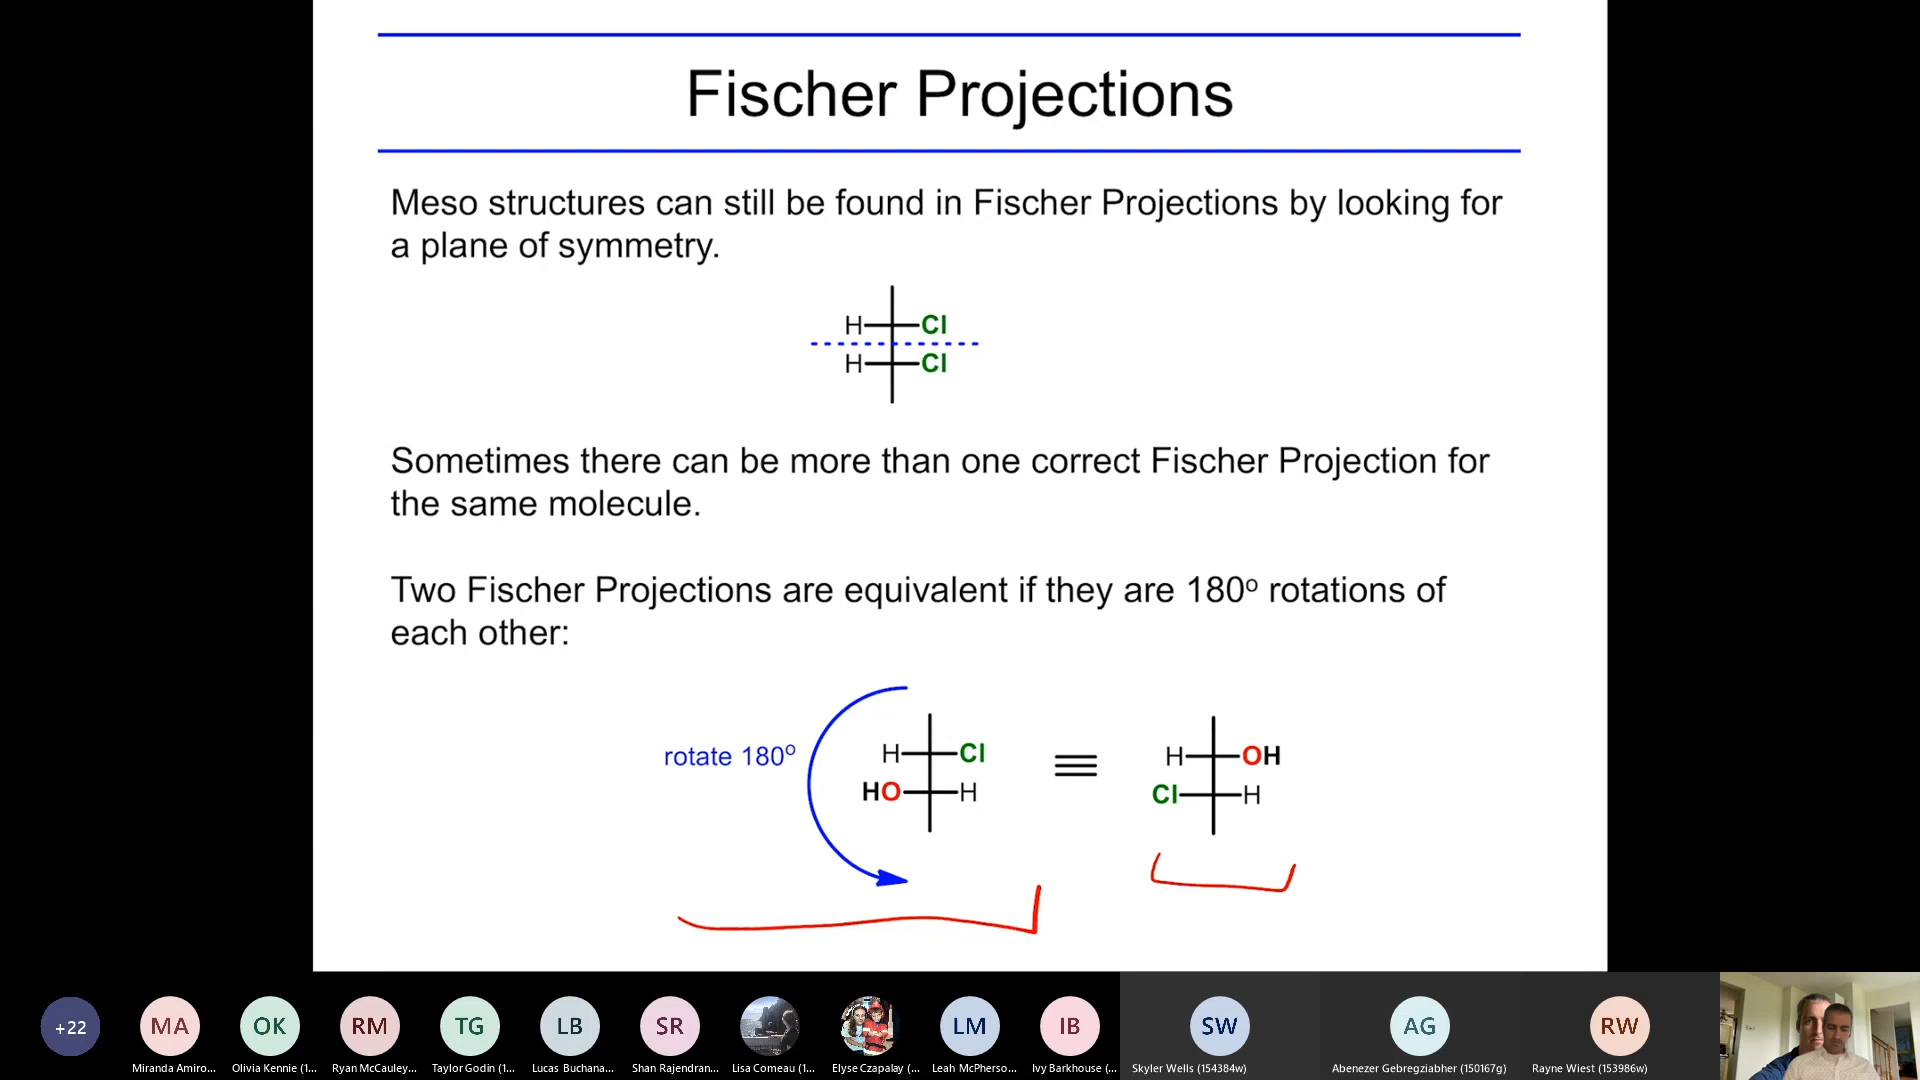 Fischer Projections
Meso structures can still be found in Fischer Projections by looking for
a plane of symmetry.
H Cl
H Cl
Sometimes there can be more than one correct Fischer Projection for
the same molecule.
Two Fischer Projections are equivalent if they are 180º rotations of
each other:
rotate 180º
H Cl
HO H
H OH
Cl H
+22
MA
OK
RM
TG
LB
SR
LM
IB
SW
AG
RW
Miranda Amiro...
Olivia Kennie (1...
Ryan McCauley...
Taylor Godin (1...
Lucas Buchana...
Shan Rajendran...
Lisa Comeau (1...
Elyse Czapalay (...
Leah McPherso...
Ivy Barkhouse (...
Skyler Wells (154384w)
Abenezer Gebregziabher (150167g)
Rayne Wiest (153986w)